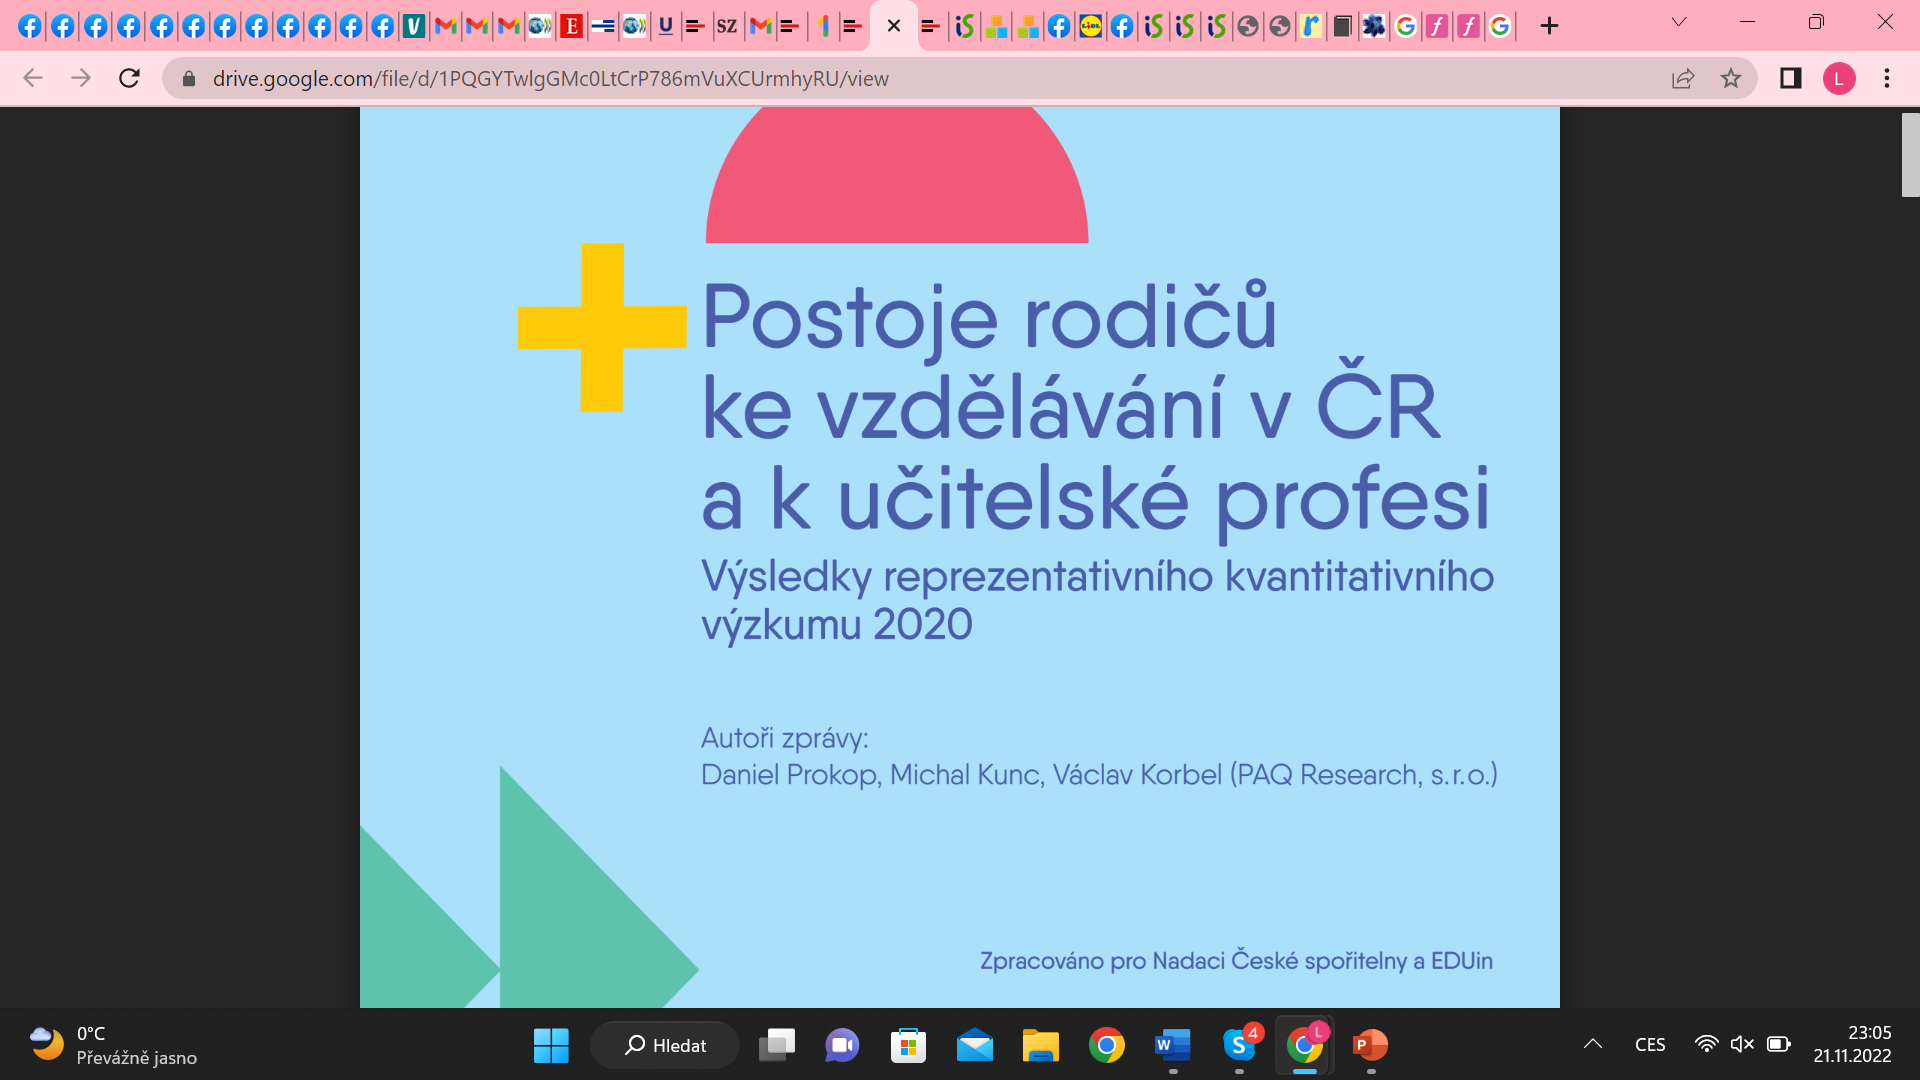 drive.google.com/file/d/1PQGYTwlgGMc0LtCrP786mVuXCUrmhyRU/view
L
Postoje rodičů
ke vzdělávání v ČR
a k učitelské profesi
Výsledky reprezentativního kvantitativního
výzkumu 2020
Autoři zprávy:
Daniel Prokop, Michal Kunc, Václav Korbel (PAQ Research, s.r.o.)
Zpracováno pro Nadaci České spořitelny a EDUin
0°C
Převážně jasno
Hledat
4
L
CES
23:05
21.11.2022